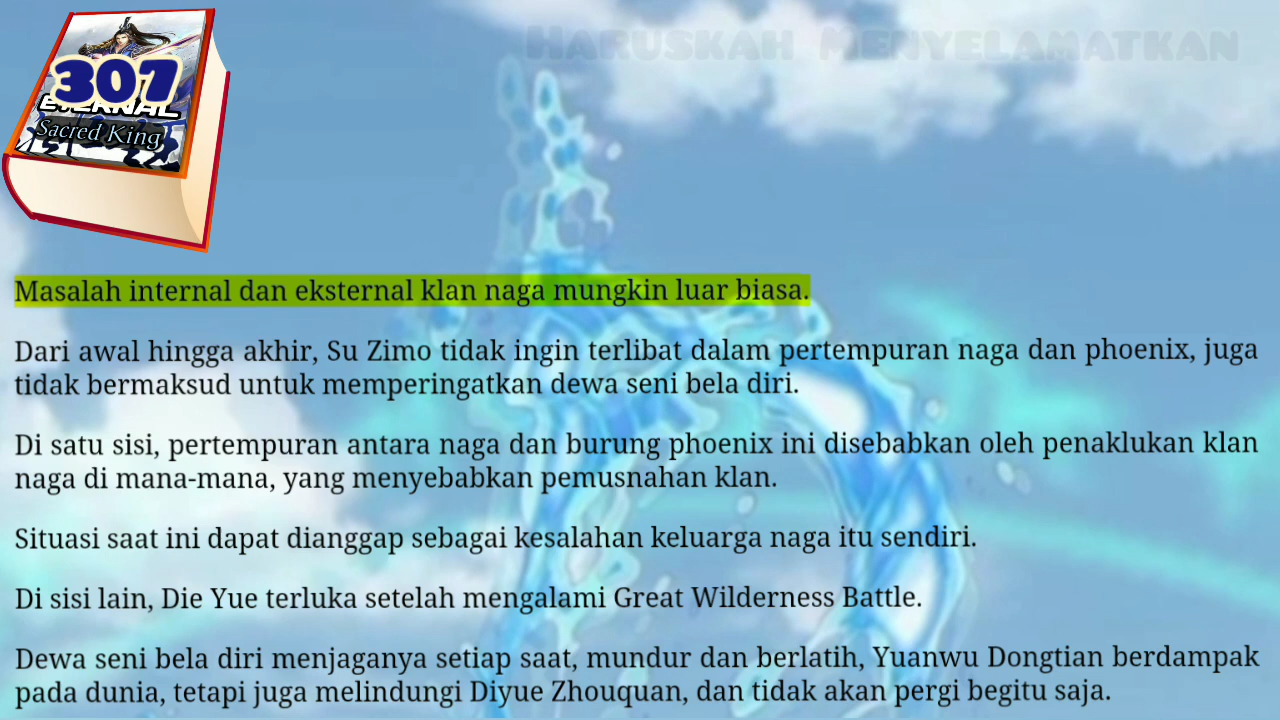 HARUSKAH MENYELAMATKAN
307
ETERNAL
Sacred King
Masalah internal dan eksternal klan naga mungkin luar biasa.
Dari awal hingga akhir, Su Zimo tidak ingin terlibat dalam pertempuran naga dan phoenix, juga
tidak bermaksud untuk memperingatkan dewa seni bela diri.
Di satu sisi, pertempuran antara naga dan burung phoenix ini disebabkan oleh penaklukan klan
naga di mana-mana, yang menyebabkan pemusnahan klan.
Situasi saat ini dapat dianggap sebagai kesalahan keluarga naga itu sendiri.
Di sisi lain, Die Yue terluka setelah mengalami Great Wilderness Battle.
Dewa seni bela diri menjaganya setiap saat, mundur dan berlatih, Yuanwu Dongtian berdampak
pada dunia, tetapi juga melindungi Diyue Zhouquan, dan tidak akan pergi begitu saja.